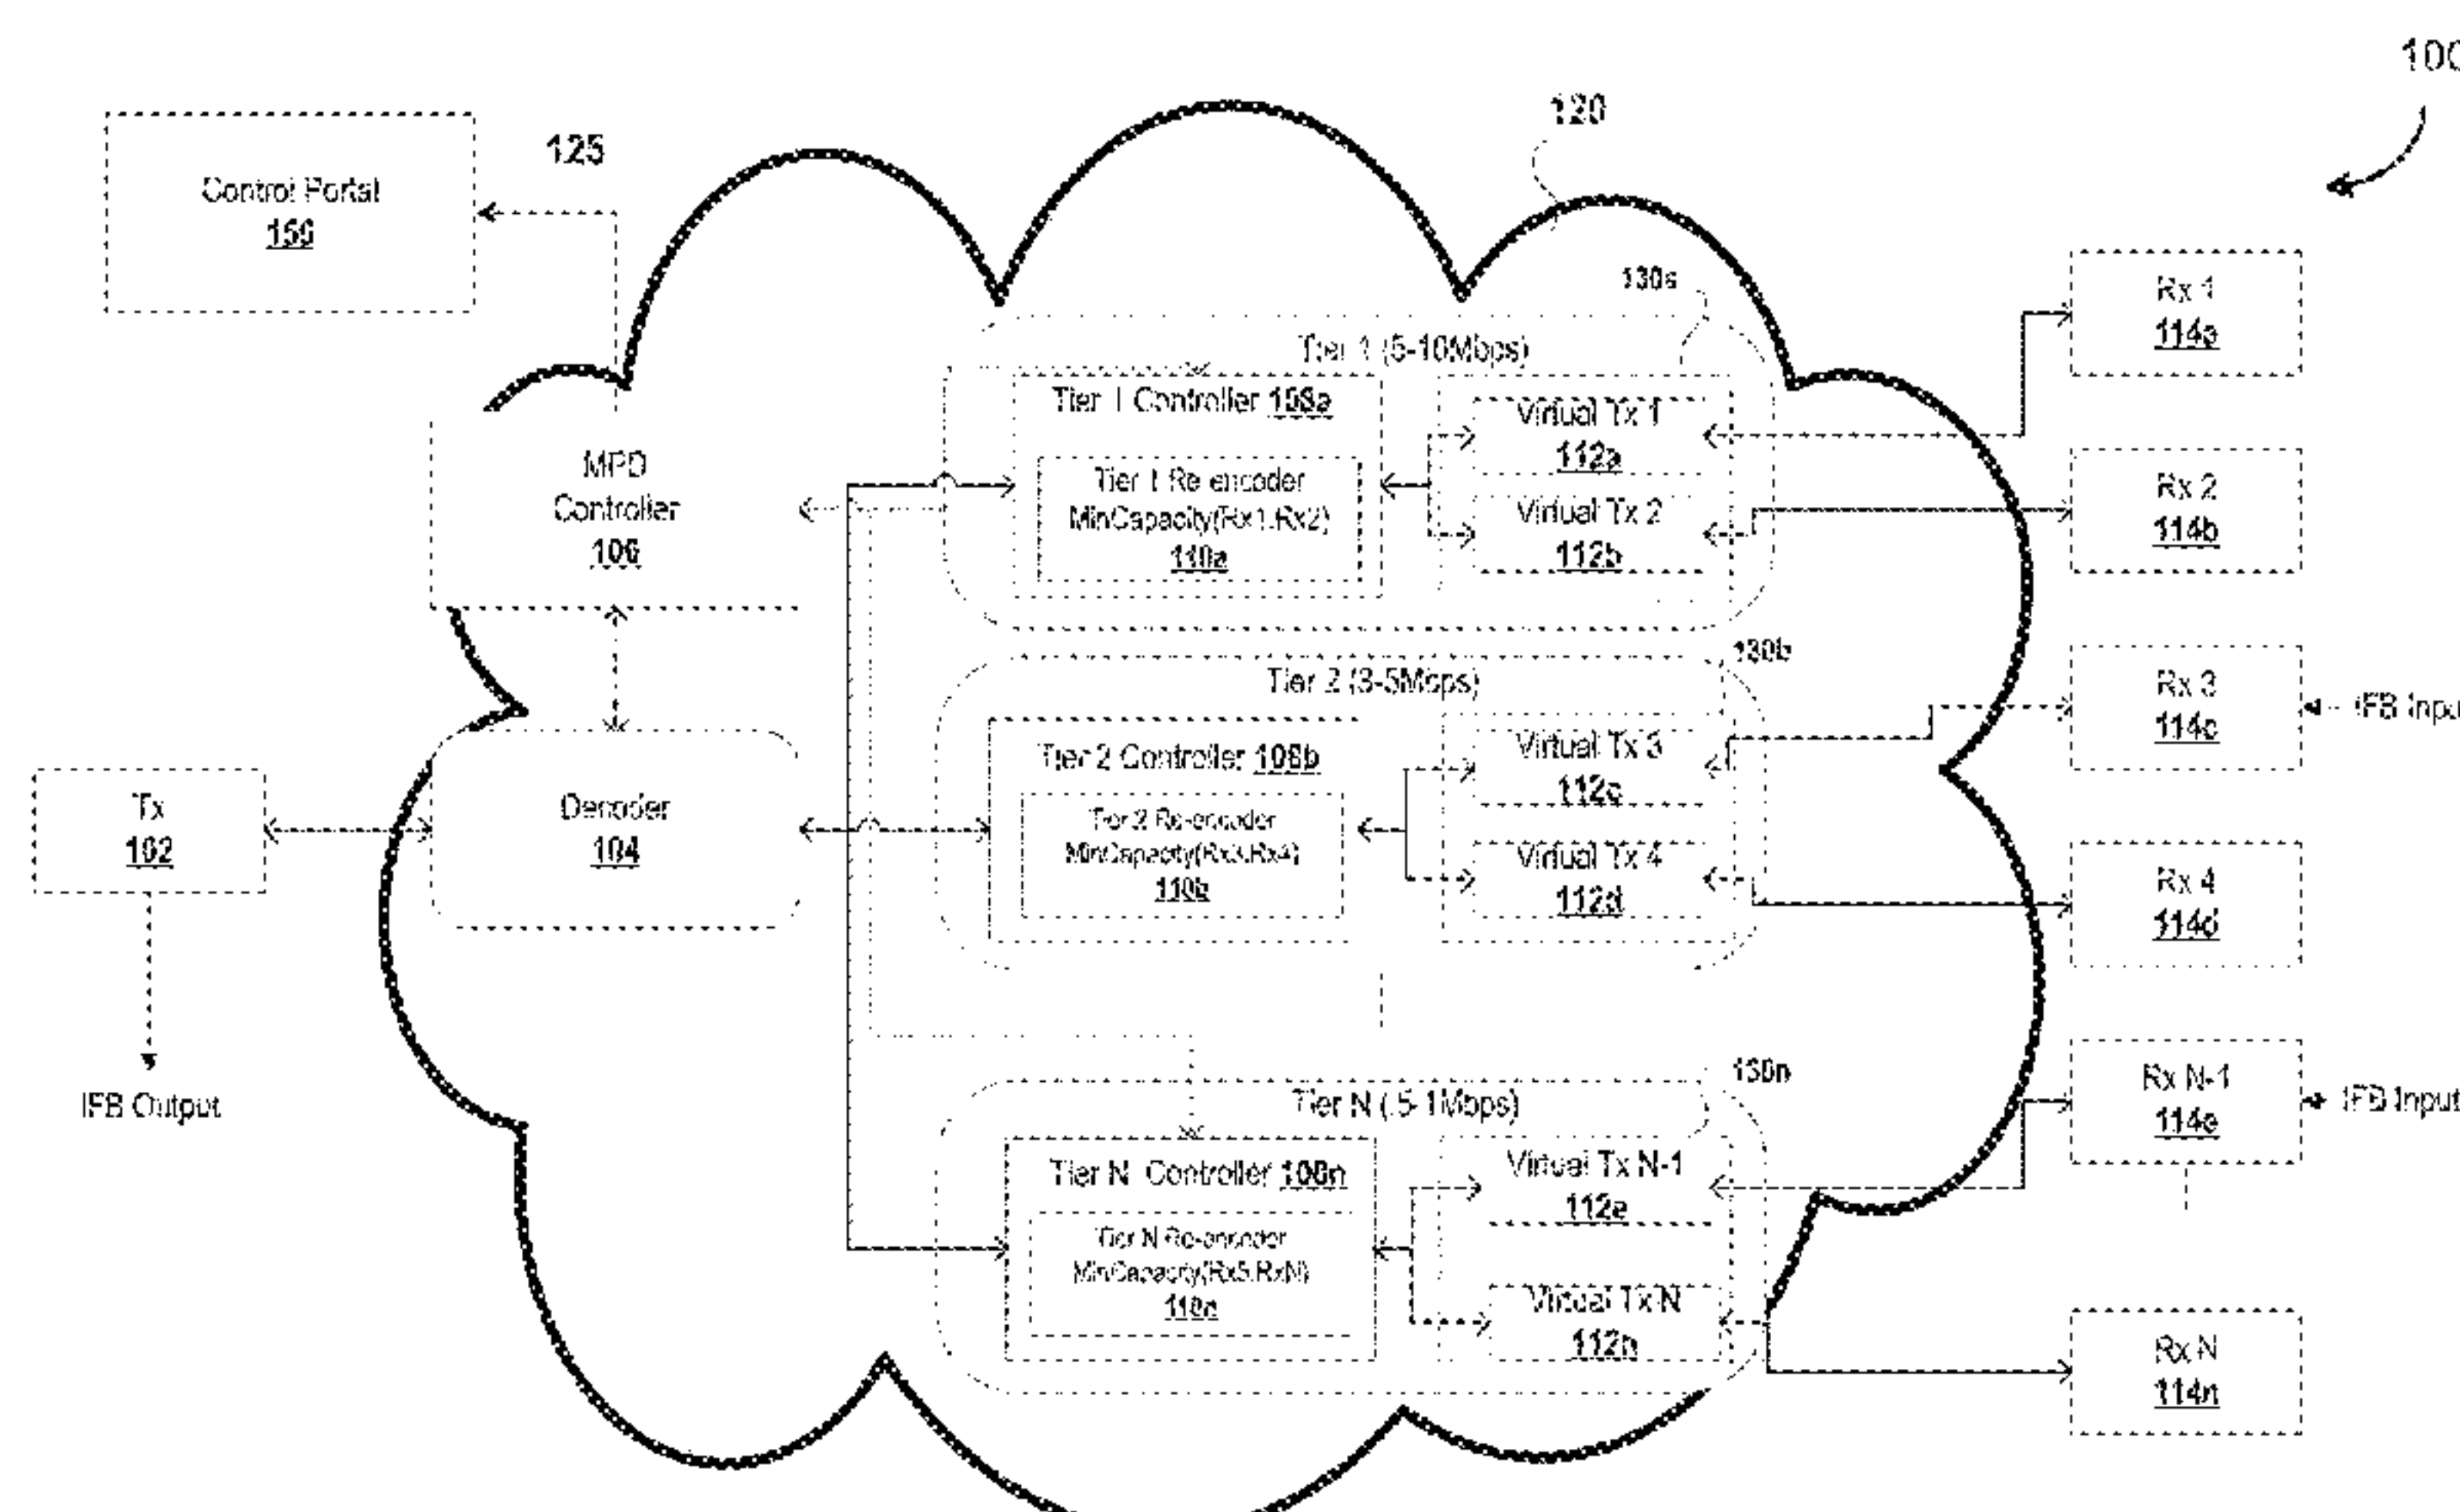 100
120
125
Control Portal
150
130a
Rx 1
114a
Tier 1 (5-10Mbps)
Tier 1 Controller 108a
Virtual Tx 1
112a
MPD
Controller
106
Tier 1 Re-encoder
MinCapacity(Rx1,Rx2)
110a
Virtual Tx 2
112b
Rx 2
114b
130b
Tier 2 (3-5Mbps)
Rx 3
114c
IFB Inpu
Tier 2 Controller 108b
Virtual Tx 3
112c
Tx
102
Decoder
104
Tier 2 Re-encoder
MinCapacity(Rx3,Rx4)
110b
Virtual Tx 4
112d
Rx 4
114d
IFB Output
130n
Tier N (.5-1Mbps)
Rx N-1
114e
IFB Input
Tier N Controller 108n
Virtual Tx N-1
112e
Tier N Re-encoder
MinCapacity(Rx5,RxN)
110n
Virtual Tx N
112n
Rx N
114n